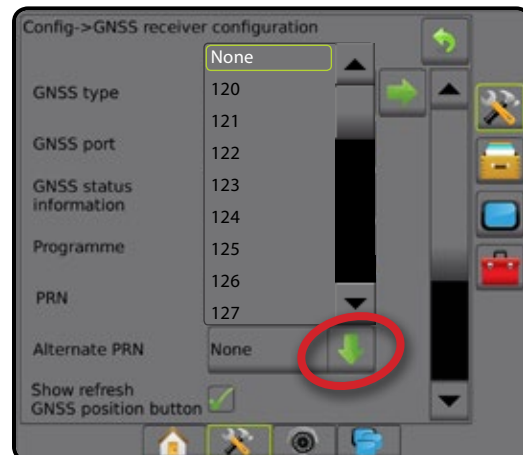 Config->GNSS receiver configuration
None
GNSS type
120
121
GNSS port
122
GNSS status
information
123
124
Programme
125
126
PRN
127
Alternate PRN
None
Show refresh
GNSS position button